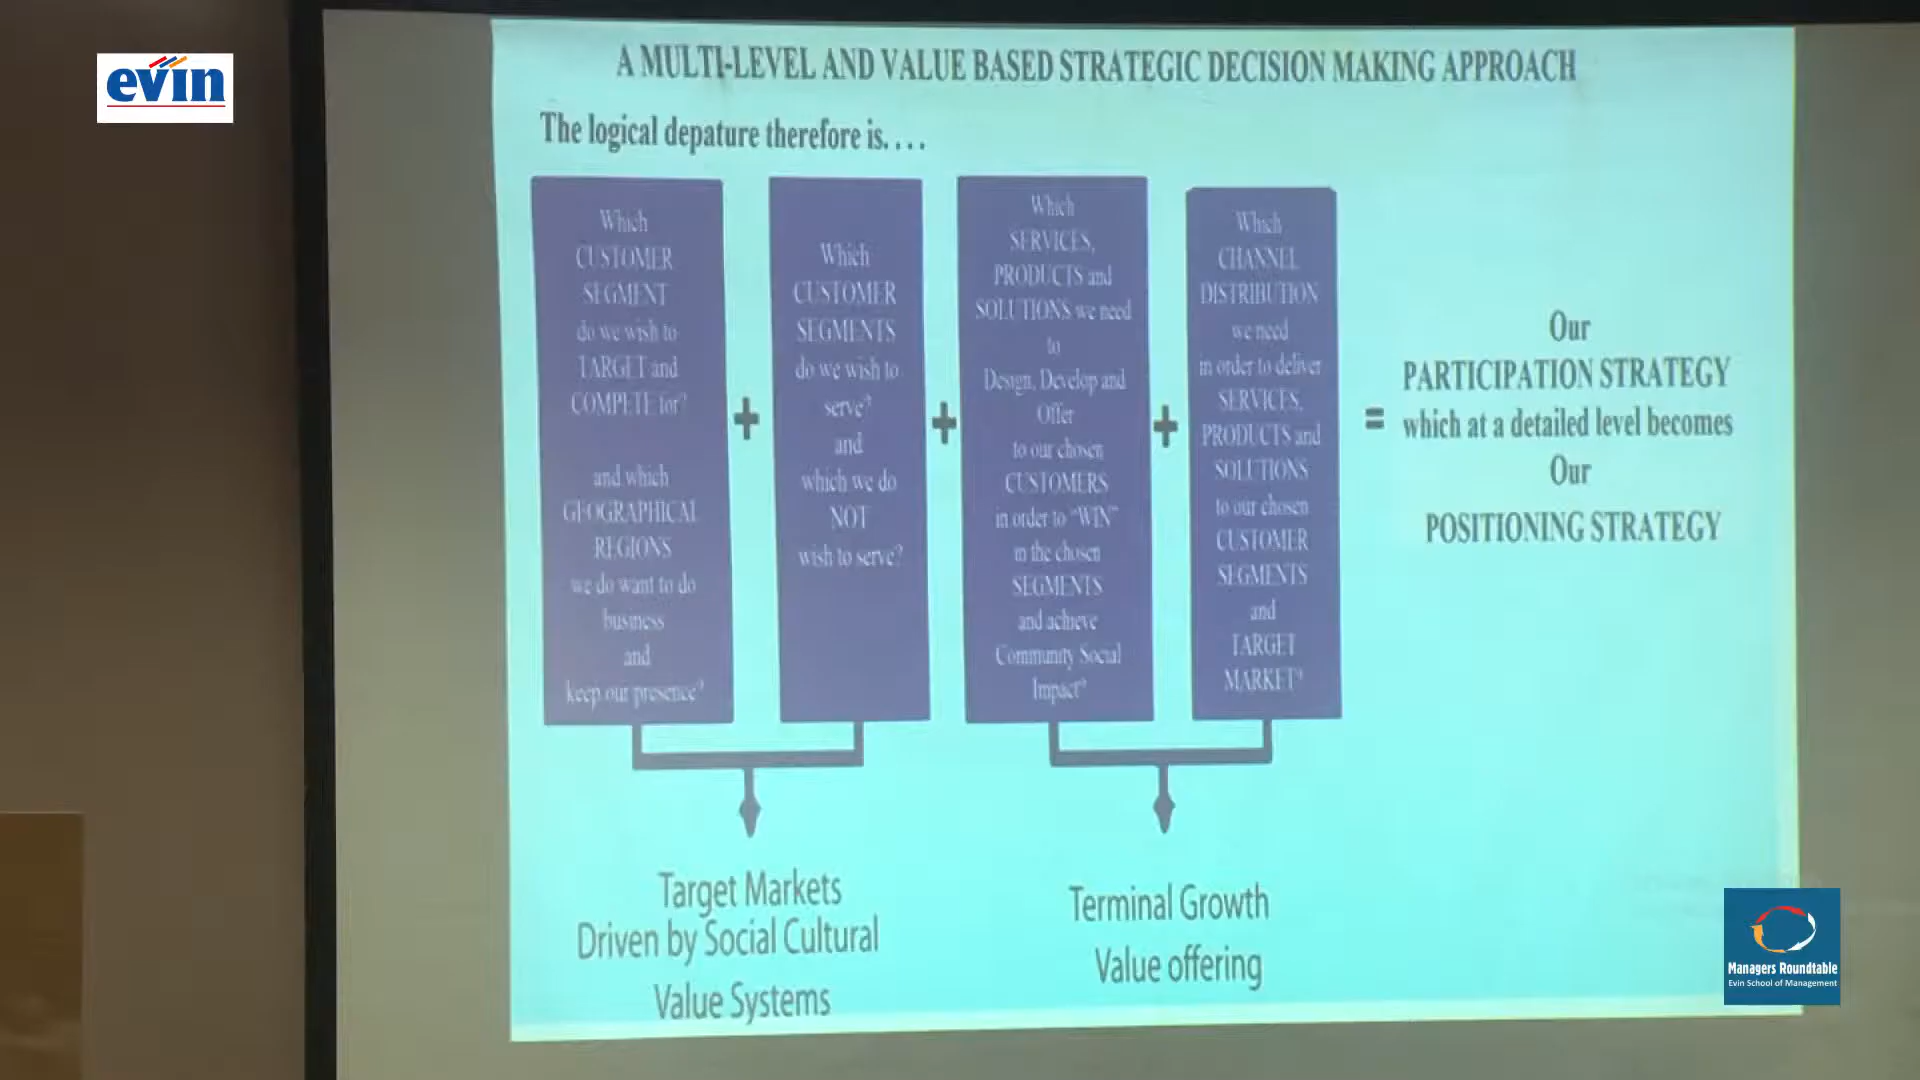 evin
A MULTI-LEVEL AND VALUE BASED STRATEGIC DECISION MAKING APPROACH
The logical depature therefore is. . . .
Which
CUSTOMER
SEGMENT
do we wish to
TARGET and
COMPETE for?
and which
GEOGRAPHICAL
REGIONS
we do want to do
business
and
keep our presence?
+
Which
CUSTOMER
SEGMENTS
do we wish to
serve?
and
which we do
NOT
wish to serve?
+
Which
SERVICES,
PRODUCTS and
SOLUTIONS we need
to
Design, Develop and
Offer
to our chosen
CUSTOMERS
in order to “WIN”
in the chosen
SEGMENTS
and achieve
Community Social
Impact?
+
Which
CHANNEL
DISTRIBUTION
we need
in order to deliver
SERVICES,
PRODUCTS and
SOLUTIONS
to our chosen
CUSTOMER
SEGMENTS
and
TARGET
MARKET?
=
Our
PARTICIPATION STRATEGY
which at a detailed level becomes
Our
POSITIONING STRATEGY
Target Markets
Driven by Social Cultural
Value Systems
Terminal Growth
Value offering
Managers Roundtable
Evin School of Management